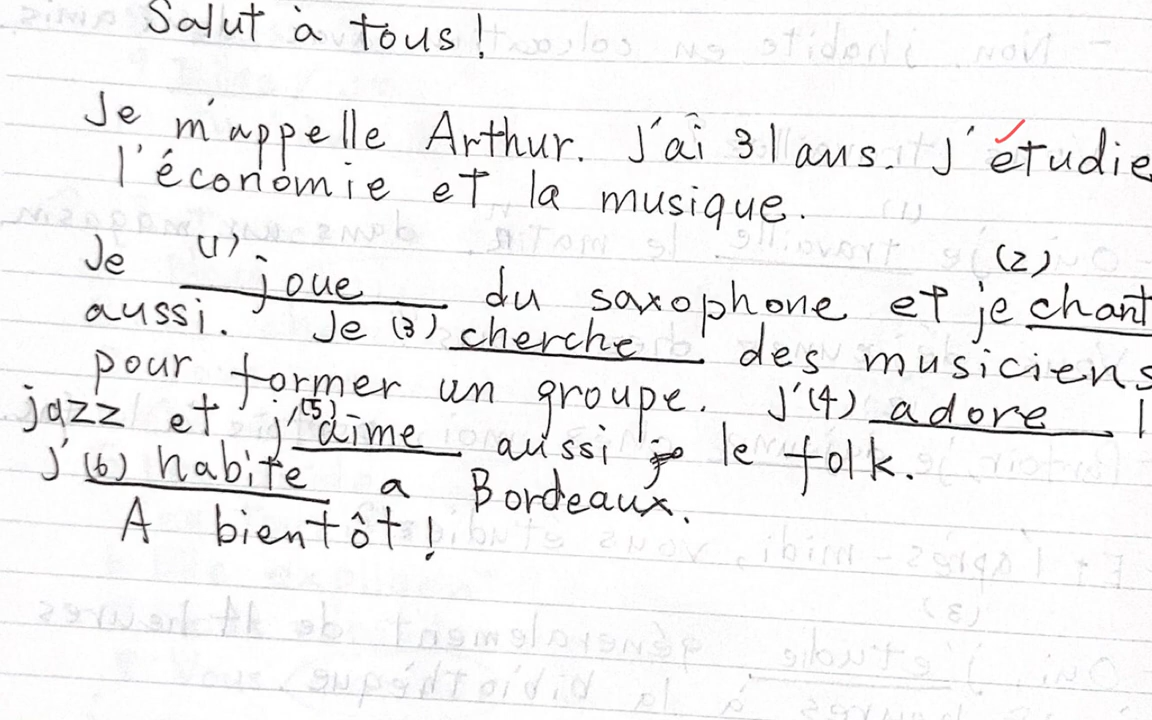 Salut à tous!
Je m'appelle Arthur. J'ai 31 ans. J'étudie
l'économie et la musique.
Je (1) joue du saxophone et je (2) chant
aussi. Je (3) cherche des musiciens
pour former un groupe. J'(4) adore l
jazz et j'(5) aime aussi le folk.
J'(6) habite a Bordeaux.
A bientôt!